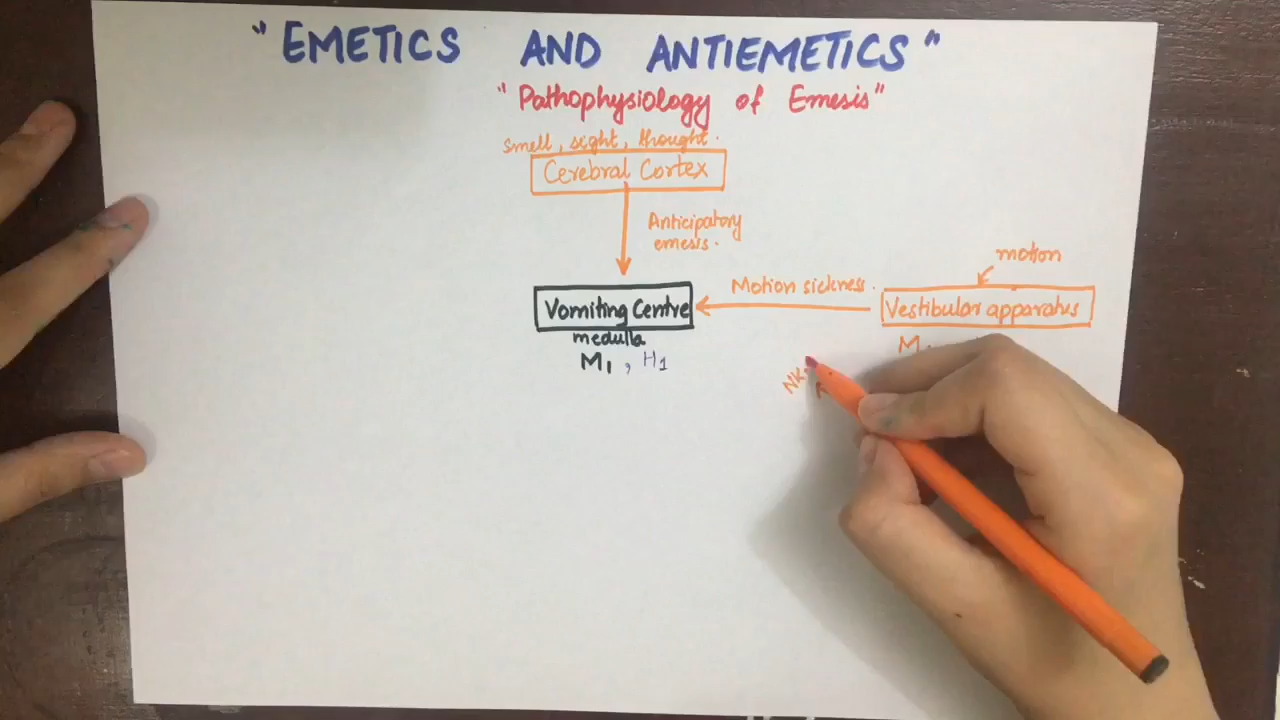 "EMETICS AND ANTIEMETICS"
"Pathophysiology of Emesis"
Smell, sight, thought.
Cerebral Cortex
Anticipatory
emesis.
motion
Motion sickness.
Vomiting Centre
Vestibular apparatus
medulla
M
M1, H1
NK